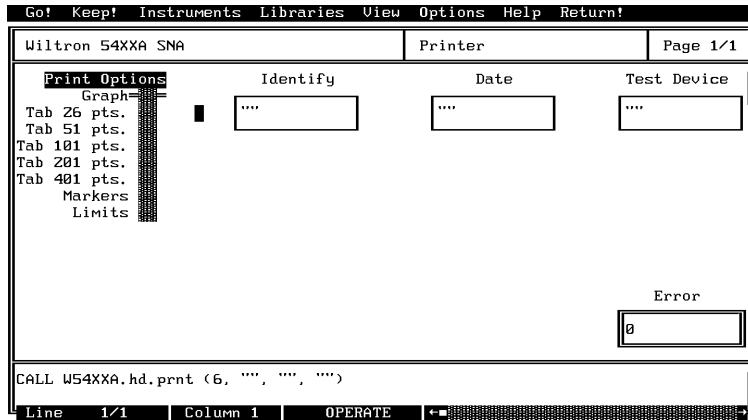 Go! Keep! Instruments Libraries View Options Help Return!
Wiltron 54XXA SNA Printer Page 1/1
Print Options Identify Date Test Device
Graph
Tab 26 pts. "" "" ""
Tab 51 pts.
Tab 101 pts.
Tab 201 pts.
Tab 401 pts.
Markers
Limits
Error
0
CALL W54XXA.hd.prnt (6, "", "", "")
Line 1/1 Column 1 OPERATE